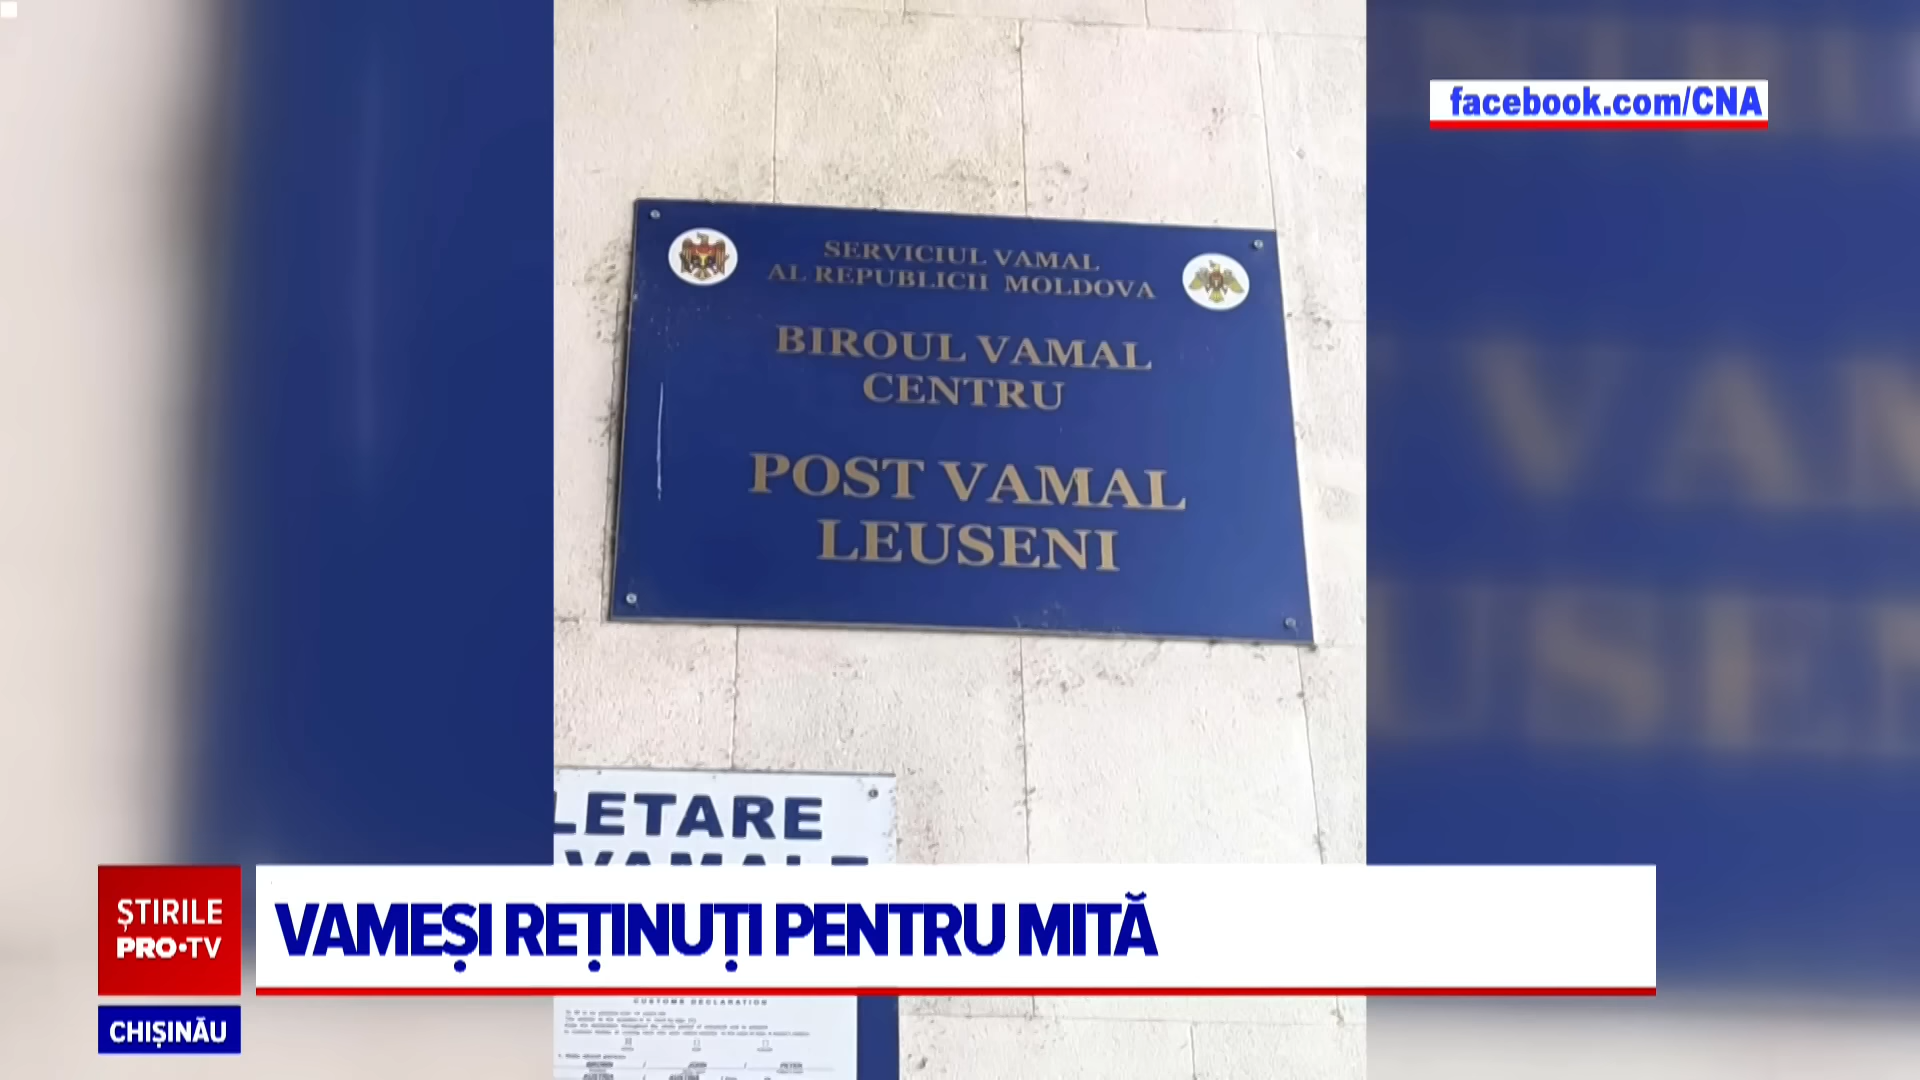 facebook.com/CNA
SERVICIUL VAMAL
AL REPUBLICII MOLDOVA
BIROUL VAMAL
CENTRU
POST VAMAL
LEUSENI
LETARE
VAMALE
ȘTIRILE
PRO•TV
VAMEȘI REȚINUȚI PENTRU MITĂ
CHIȘINĂU
CUSTOMS DECLARATION